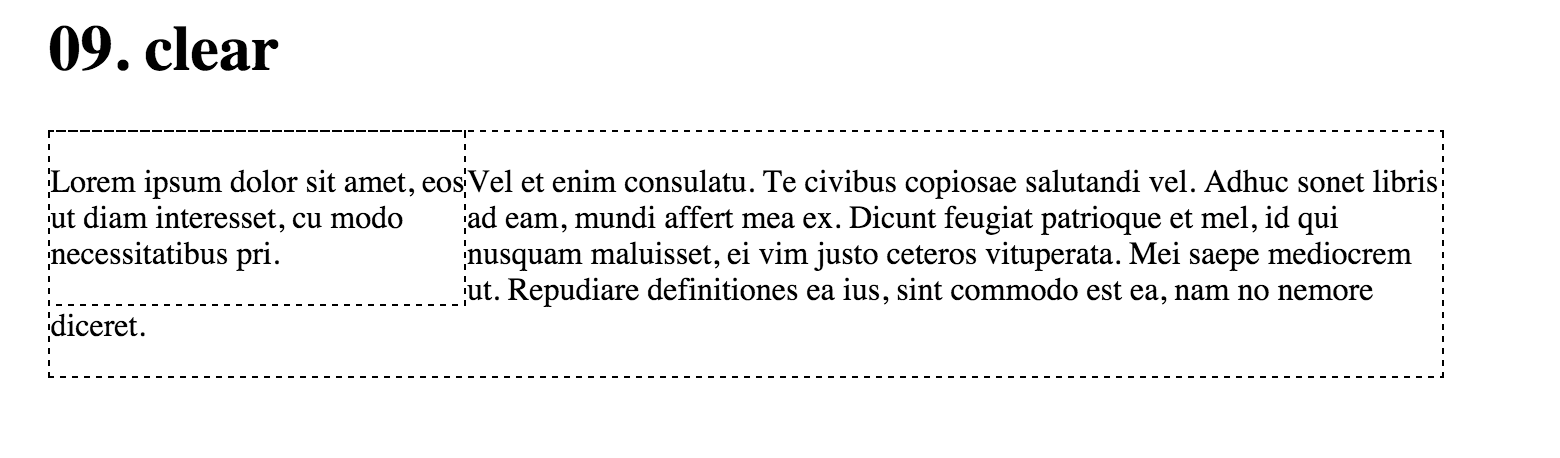 09. clear
Lorem ipsum dolor sit amet, eos
ut diam interesset, cu modo
necessitatibus pri.
Vel et enim consulatu. Te civibus copiosae salutandi vel. Adhuc sonet libris
ad eam, mundi affert mea ex. Dicunt feugiat patrioque et mel, id qui
nusquam maluisset, ei vim justo ceteros vituperata. Mei saepe mediocrem
ut. Repudiare definitiones ea ius, sint commodo est ea, nam no nemore
diceret.